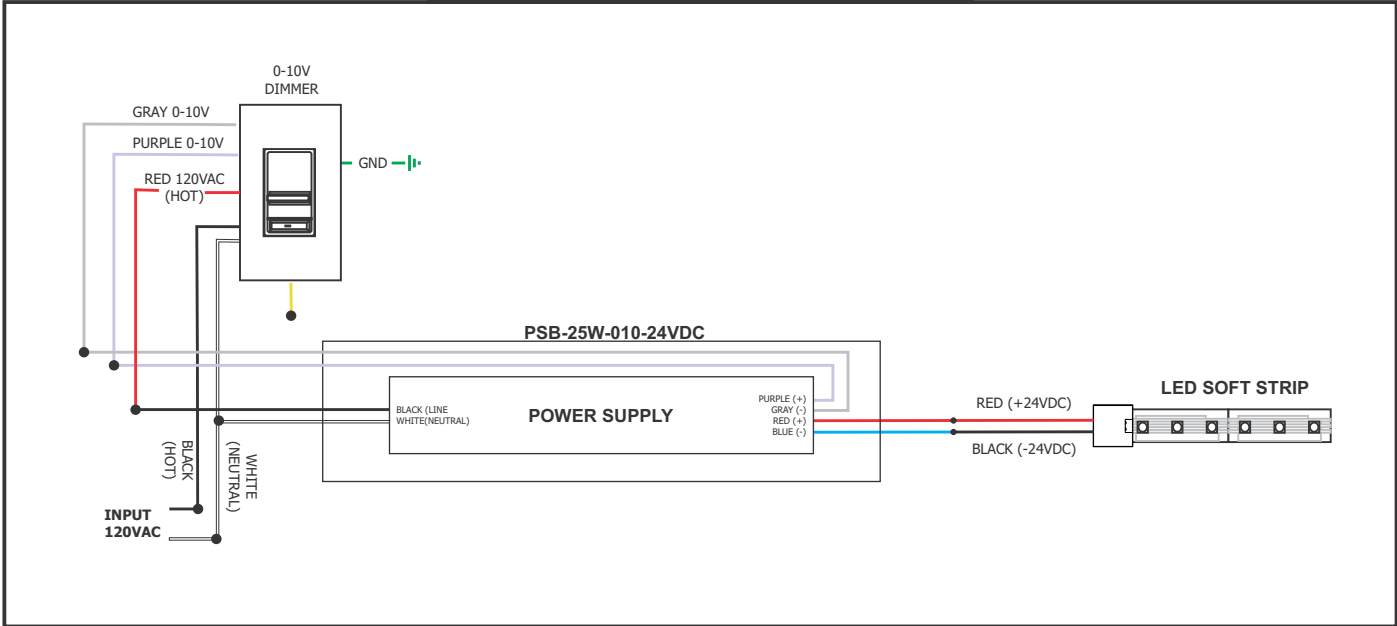 0-10V
DIMMER
GRAY 0-10V
PURPLE 0-10V
RED 120VAC
(HOT)
GND
PSB-25W-010-24VDC
BLACK (LINE
WHITE(NEUTRAL)
POWER SUPPLY
PURPLE (+)
GRAY (-)
RED (+)
BLUE (-)
RED (+24VDC)
BLACK (-24VDC)
LED SOFT STRIP
BLACK
(HOT)
WHITE
(NEUTRAL)
INPUT
120VAC